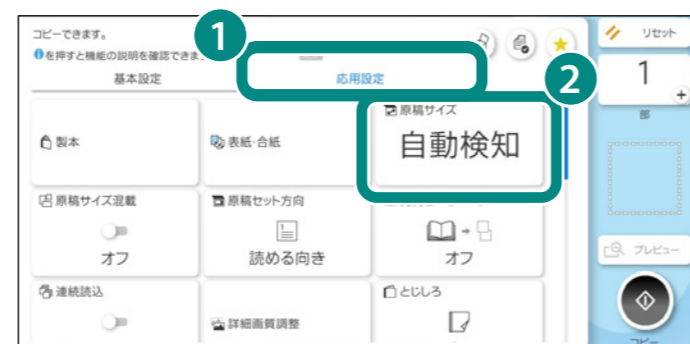 コピーできます。
を押すと機能の説明を確認できま
1
基本設定
応用設定
2
リセット
1
+
部
製本
表紙·合紙
原稿サイズ
自動検知
原稿サイズ混載
オフ
原稿セット方向
読める向き
オフ
プレビュー
連続読込
詳細画質調整
とじしろ
コピー